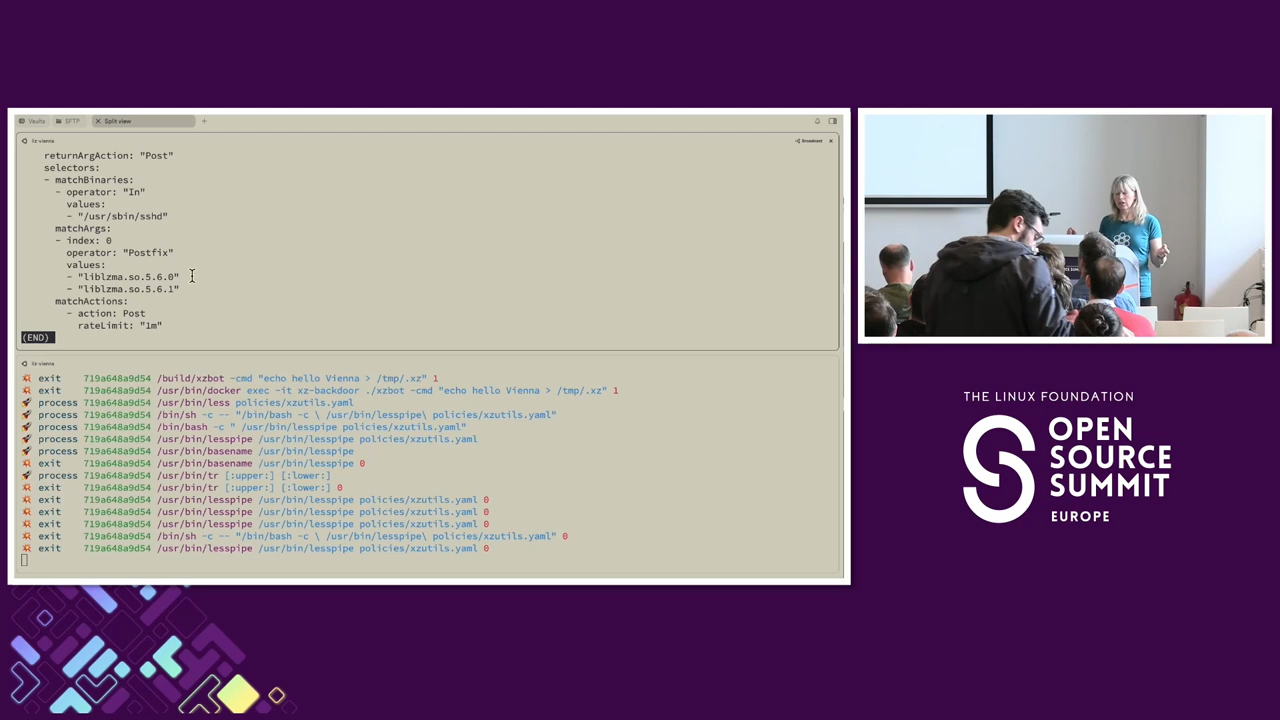 Vaults SFTP Split view
liz-vienna
Broadcast
returnArgAction: "Post"
selectors:
- matchBinaries:
- operator: "In"
values:
- "/usr/sbin/sshd"
matchArgs:
- index: 0
operator: "Postfix"
values:
- "liblzma.so.5.6.0"
- "liblzma.so.5.6.1"
matchActions:
- action: Post
rateLimit: "1m"
(END)
liz-vienna
exit 719a648a9d54 /build/xzbot -cmd "echo hello Vienna > /tmp/.xz" 1
exit 719a648a9d54 /usr/bin/docker exec -it xz-backdoor ./xzbot -cmd "echo hello Vienna > /tmp/.xz" 1
process 719a648a9d54 /usr/bin/less policies/xzutils.yaml
process 719a648a9d54 /bin/sh -c -- "/bin/bash -c \ /usr/bin/lesspipe\ policies/xzutils.yaml"
process 719a648a9d54 /bin/bash -c " /usr/bin/lesspipe policies/xzutils.yaml"
process 719a648a9d54 /usr/bin/lesspipe /usr/bin/lesspipe policies/xzutils.yaml
process 719a648a9d54 /usr/bin/basename /usr/bin/lesspipe
exit 719a648a9d54 /usr/bin/basename /usr/bin/lesspipe 0
process 719a648a9d54 /usr/bin/tr [:upper:] [:lower:]
exit 719a648a9d54 /usr/bin/tr [:upper:] [:lower:] 0
exit 719a648a9d54 /usr/bin/lesspipe /usr/bin/lesspipe policies/xzutils.yaml 0
exit 719a648a9d54 /usr/bin/lesspipe /usr/bin/lesspipe policies/xzutils.yaml 0
exit 719a648a9d54 /usr/bin/lesspipe /usr/bin/lesspipe policies/xzutils.yaml 0
exit 719a648a9d54 /bin/sh -c -- "/bin/bash -c \ /usr/bin/lesspipe\ policies/xzutils.yaml" 0
exit 719a648a9d54 /usr/bin/lesspipe /usr/bin/lesspipe policies/xzutils.yaml 0
THE LINUX FOUNDATION
OPEN
SOURCE
SUMMIT
EUROPE